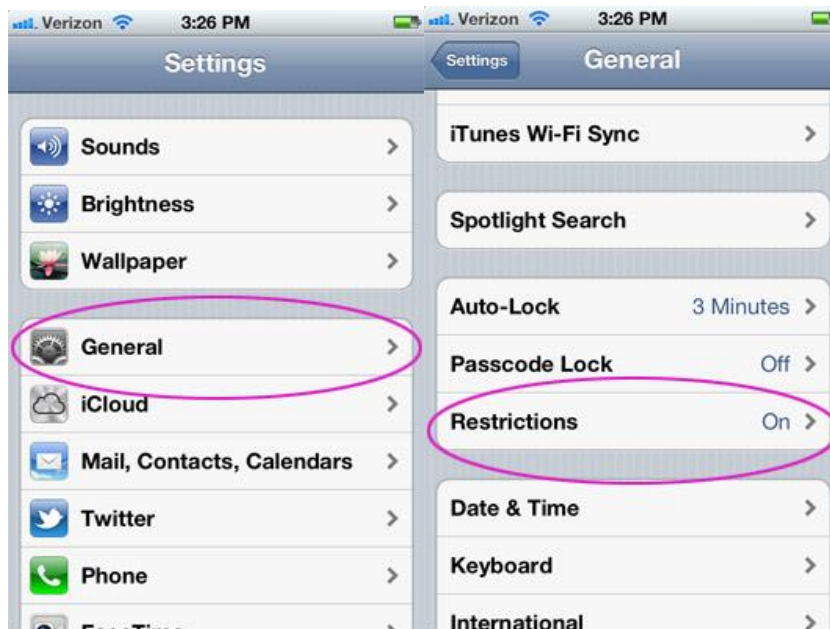 Verizon 3:26 PM
Settings
Sounds
Brightness
Wallpaper
General
iCloud
Mail, Contacts, Calendars
Twitter
Phone
FaceTime
Verizon 3:26 PM
Settings General
iTunes Wi-Fi Sync
Spotlight Search
Auto-Lock 3 Minutes
Passcode Lock Off
Restrictions On
Date & Time
Keyboard
International